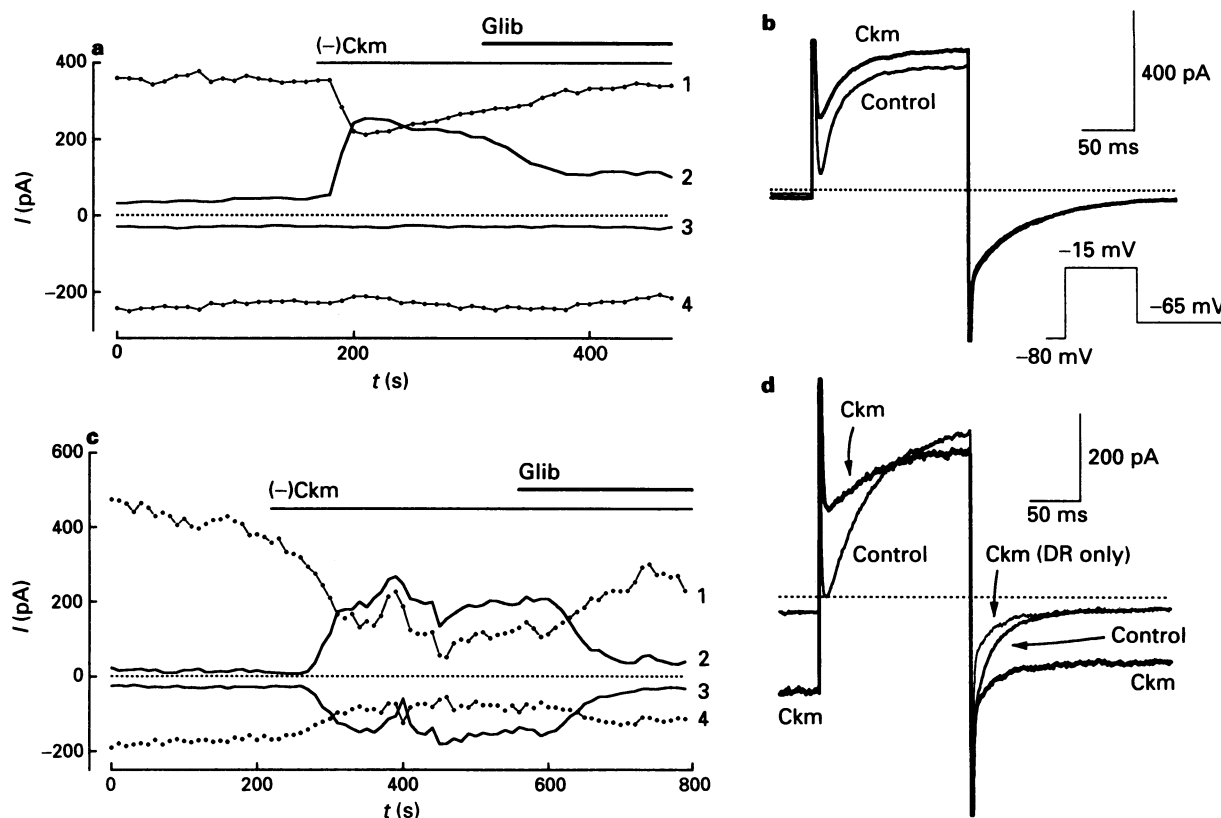 a
Glib
(–)Ckm
400
200
0
−200
I (pA)
1
2
3
4
0
200
400
t (s)
b
Ckm
Control
400 pA
50 ms
−15 mV
−65 mV
−80 mV
c
Glib
(–)Ckm
600
400
200
0
−200
I (pA)
1
2
3
4
0
200
400
600
800
t (s)
d
Ckm
200 pA
50 ms
Control
Ckm (DR only)
Control
Ckm
Ckm